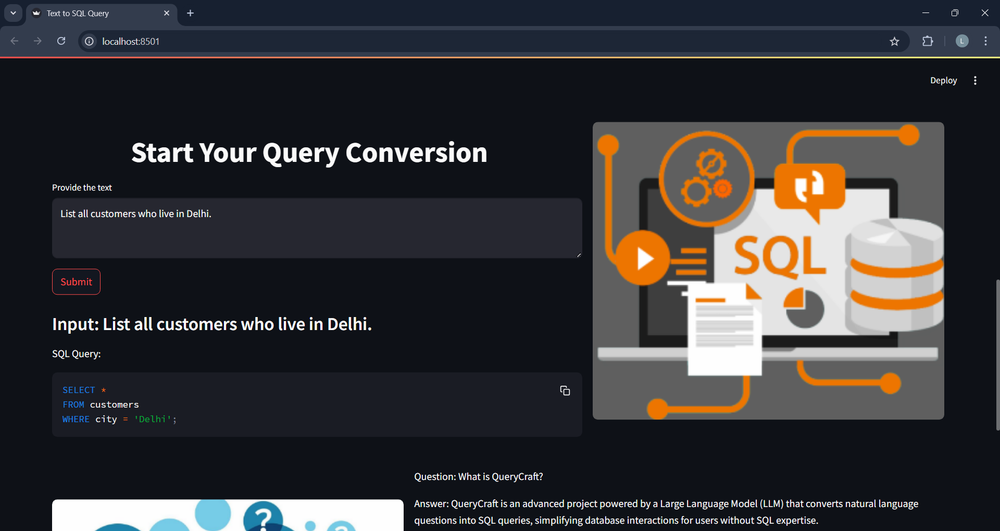 Text to SQL Query
localhost:8501
L
Deploy
Start Your Query Conversion
Provide the text
List all customers who live in Delhi.
Submit
Input: List all customers who live in Delhi.
SQL Query:
SELECT *
FROM customers
WHERE city = 'Delhi';
SQL
Question: What is QueryCraft?
Answer: QueryCraft is an advanced project powered by a Large Language Model (LLM) that converts natural language
questions into SQL queries, simplifying database interactions for users without SQL expertise.
?
?